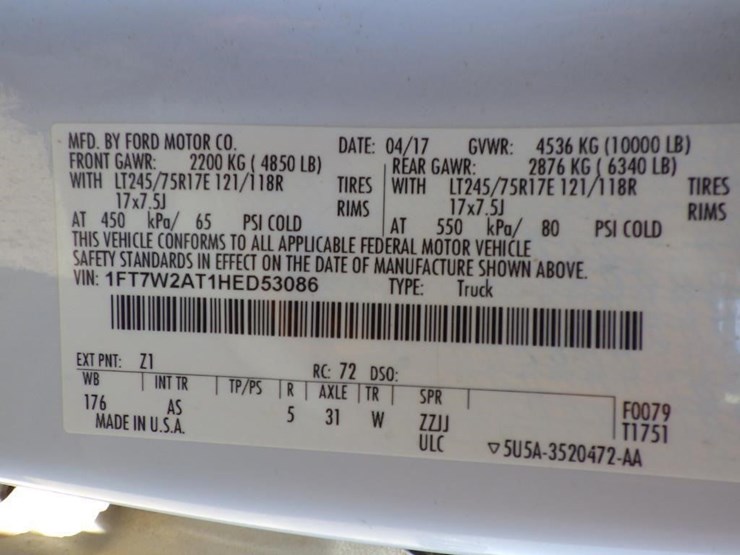 MFD. BY FORD MOTOR CO. DATE: 04/17 GVWR: 4536 KG (10000 LB)
FRONT GAWR: 2200 KG ( 4850 LB) REAR GAWR: 2876 KG ( 6340 LB)
WITH LT245/75R17E 121/118R TIRES WITH LT245/75R17E 121/118R TIRES
17x7.5J RIMS 17x7.5J RIMS
AT 450 kPa/ 65 PSI COLD AT 550 kPa/ 80 PSI COLD
THIS VEHICLE CONFORMS TO ALL APPLICABLE FEDERAL MOTOR VEHICLE
SAFETY STANDARDS IN EFFECT ON THE DATE OF MANUFACTURE SHOWN ABOVE.
VIN: 1FT7W2AT1HED53086 TYPE: Truck
EXT PNT: Z1 RC: 72 DSO:
WB INT TR TP/PS R AXLE TR SPR
176 AS 5 31 W ZZJJ F0079
MADE IN U.S.A. ULC T1751
▽5U5A-3520472-AA